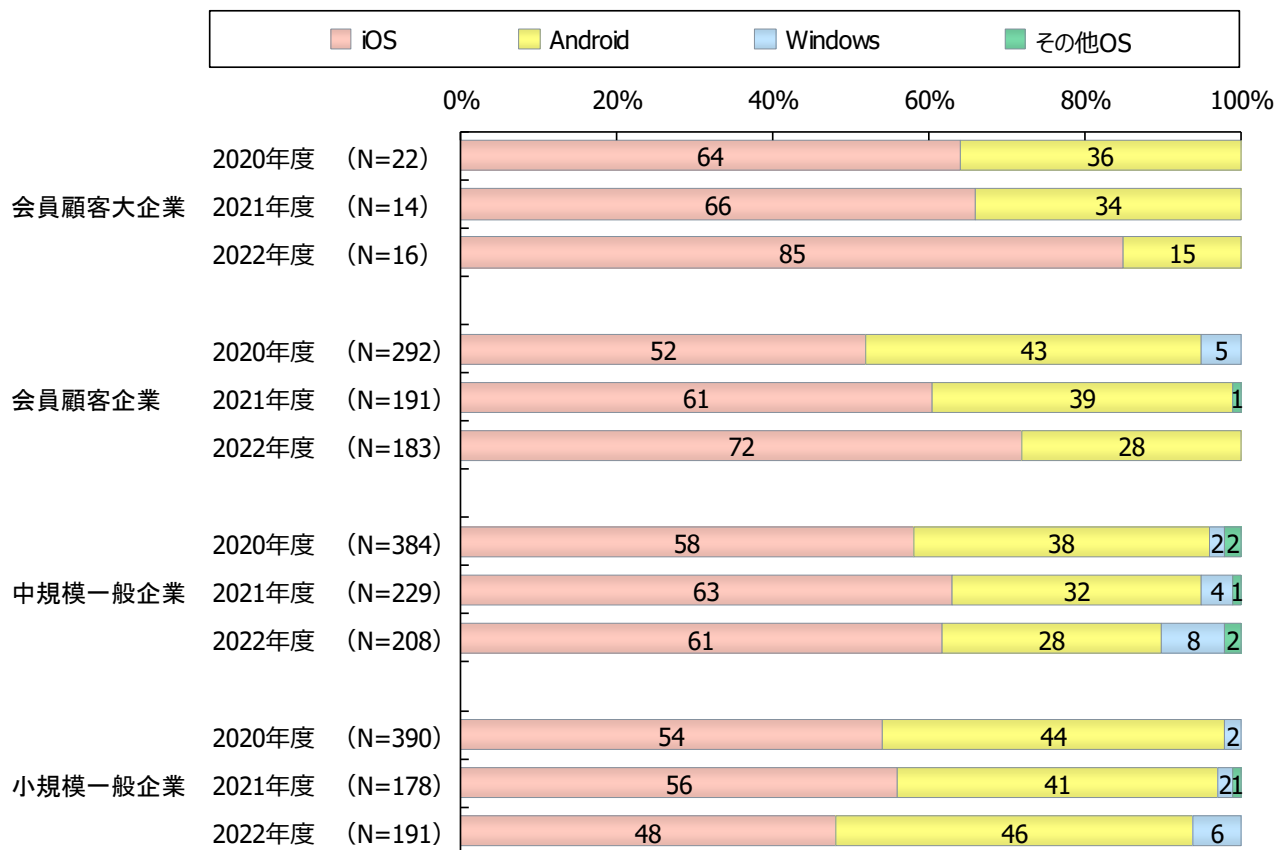 iOS Android Windows その他OS
0% 20% 40% 60% 80% 100%
2020年度 （N=22） 64 36
会員顧客大企業 2021年度 （N=14） 66 34
2022年度 （N=16） 85 15
2020年度 （N=292） 52 43 5
会員顧客企業 2021年度 （N=191） 61 39 1
2022年度 （N=183） 72 28
2020年度 （N=384） 58 38 2 2
中規模一般企業 2021年度 （N=229） 63 32 4 1
2022年度 （N=208） 61 28 8 2
2020年度 （N=390） 54 44 2
小規模一般企業 2021年度 （N=178） 56 41 2 1
2022年度 （N=191） 48 46 6